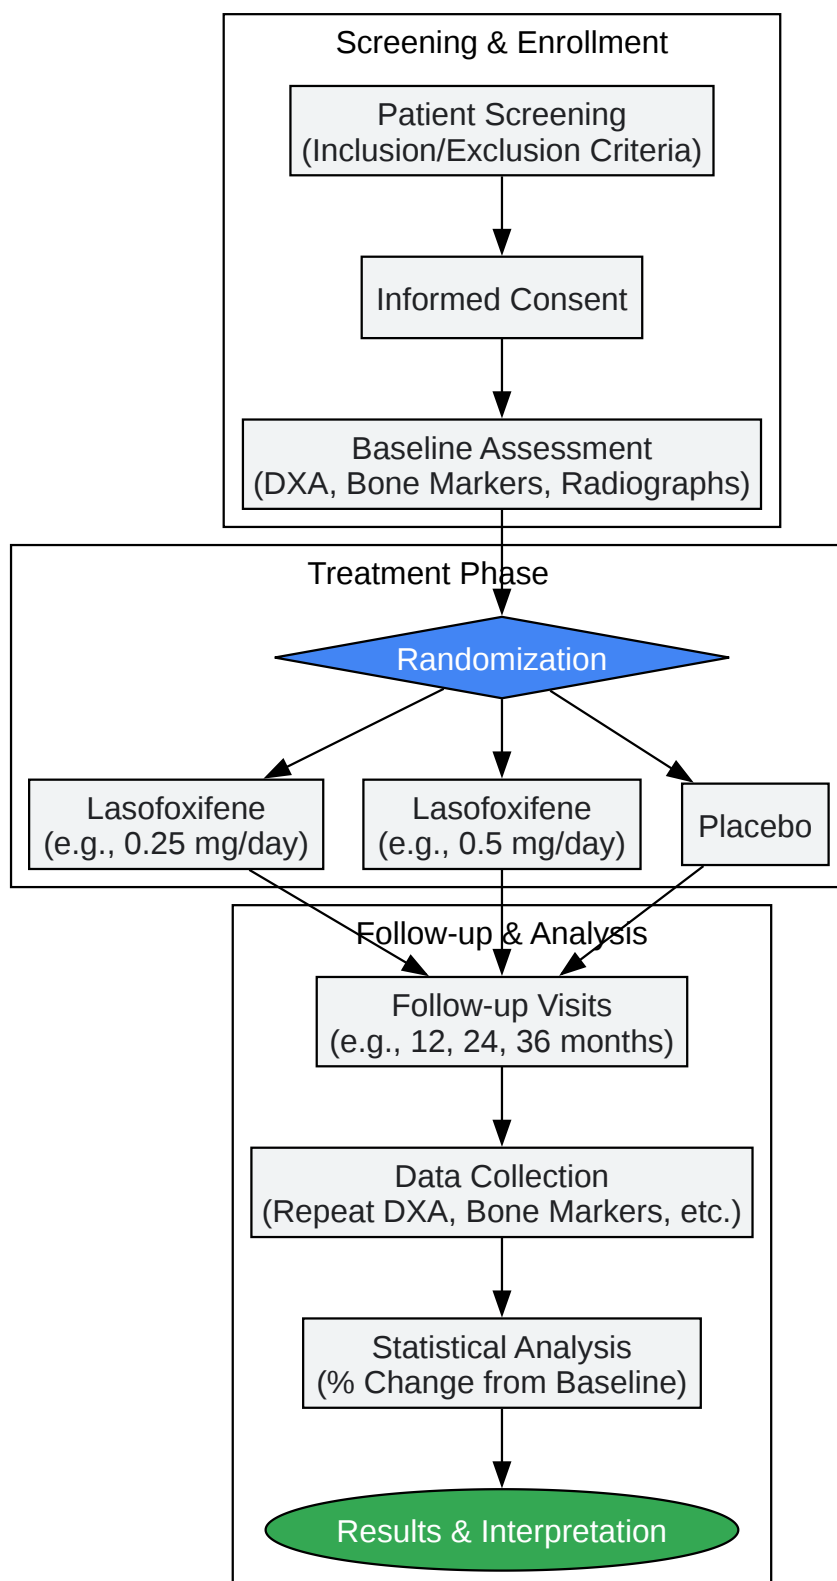 Screening & Enrollment
Patient Screening
(Inclusion/Exclusion Criteria)
Informed Consent
Baseline Assessment
(DXA, Bone Markers, Radiographs)
Treatment Phase
Randomization
Lasofoxifene
(e.g., 0.25 mg/day)
Lasofoxifene
(e.g., 0.5 mg/day)
Placebo
Follow-up & Analysis
Follow-up Visits
(e.g., 12, 24, 36 months)
Data Collection
(Repeat DXA, Bone Markers, etc.)
Statistical Analysis
(% Change from Baseline)
Results & Interpretation